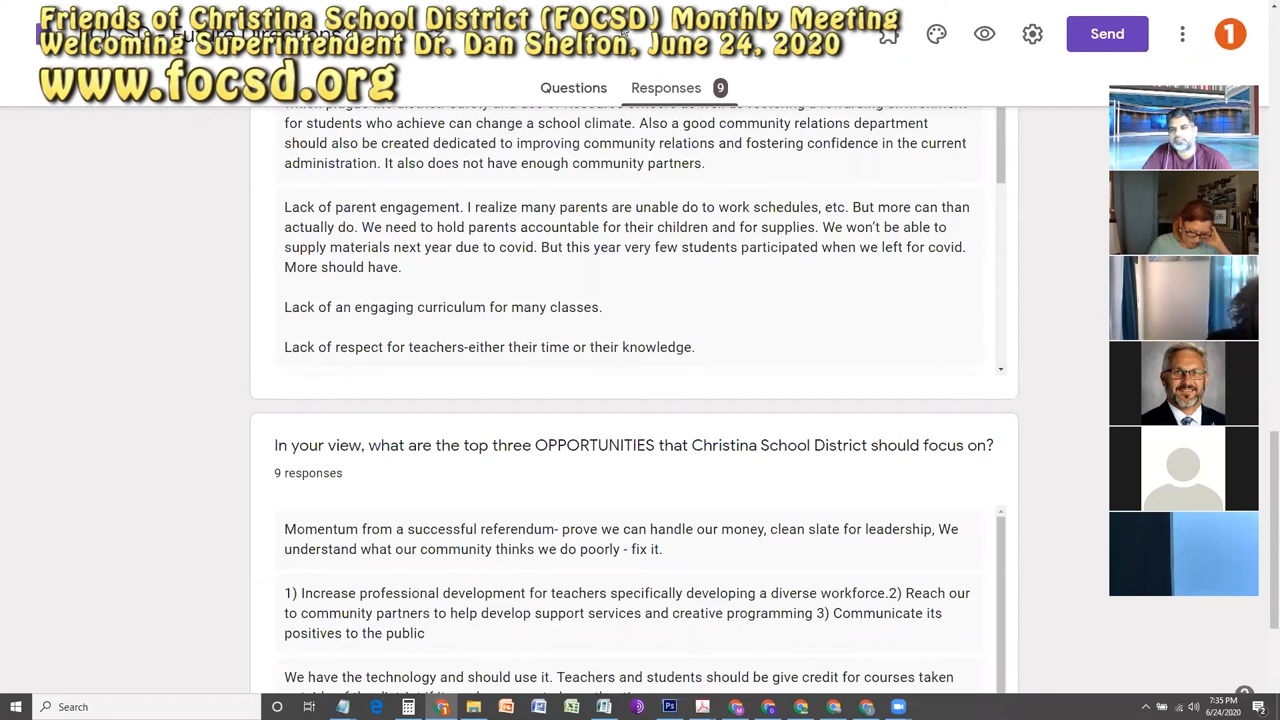 Friends of Christina School District (FOCSD) Monthly Meeting
Welcoming Superintendent Dr. Dan Shelton, June 24, 2020
www.focsd.org
Send
1
Questions
Responses 9
for students who achieve can change a school climate. Also a good community relations department
should also be created dedicated to improving community relations and fostering confidence in the current
administration. It also does not have enough community partners.
Lack of parent engagement. I realize many parents are unable do to work schedules, etc. But more can than
actually do. We need to hold parents accountable for their children and for supplies. We won't be able to
supply materials next year due to covid. But this year very few students participated when we left for covid.
More should have.
Lack of an engaging curriculum for many classes.
Lack of respect for teachers-either their time or their knowledge.
In your view, what are the top three OPPORTUNITIES that Christina School District should focus on?
9 responses
Momentum from a successful referendum- prove we can handle our money, clean slate for leadership, We
understand what our community thinks we do poorly - fix it.
1) Increase professional development for teachers specifically developing a diverse workforce.2) Reach our
to community partners to help develop support services and creative programming 3) Communicate its
positives to the public
We have the technology and should use it. Teachers and students should be give credit for courses taken
Search
7:35 PM
6/24/2020